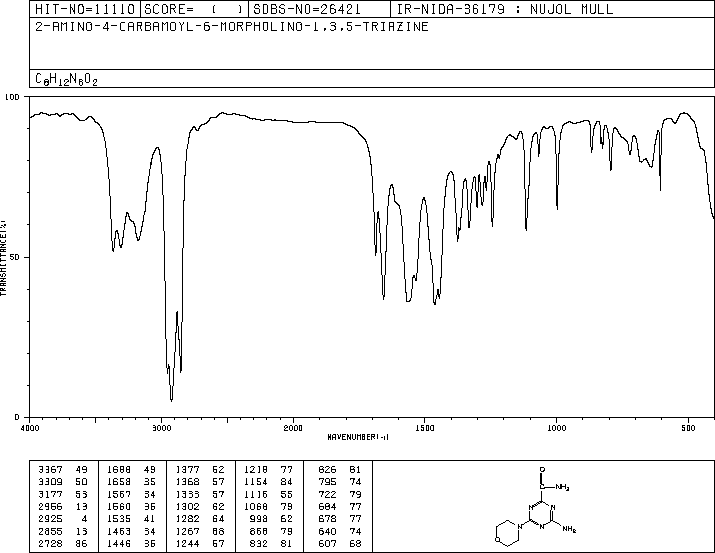 HIT-NO=11110 SCORE= ( ) SDBS-NO=26421 IR-NIDA-36179 : NUJOL MULL
2-AMINO-4-CARBAMOYL-6-MORPHOLINO-1,3,5-TRIAZINE
C8H12N6O2
100
50
0
TRANSMITTANCE(%)
4000 3000 2000 1500 1000 500
WAVENUMBER(-1)
3367 49 1688 49 1377 62 1218 77 826 81
3309 50 1658 35 1368 57 1154 84 795 74
3177 53 1567 34 1333 57 1116 55 722 79
2956 13 1560 35 1302 62 1068 79 684 77
2925 4 1535 41 1282 64 998 62 678 77
2855 13 1463 34 1267 68 868 79 640 74
2728 86 1446 36 1244 57 832 81 607 68
O
C NH2
N N
N N NH2
O